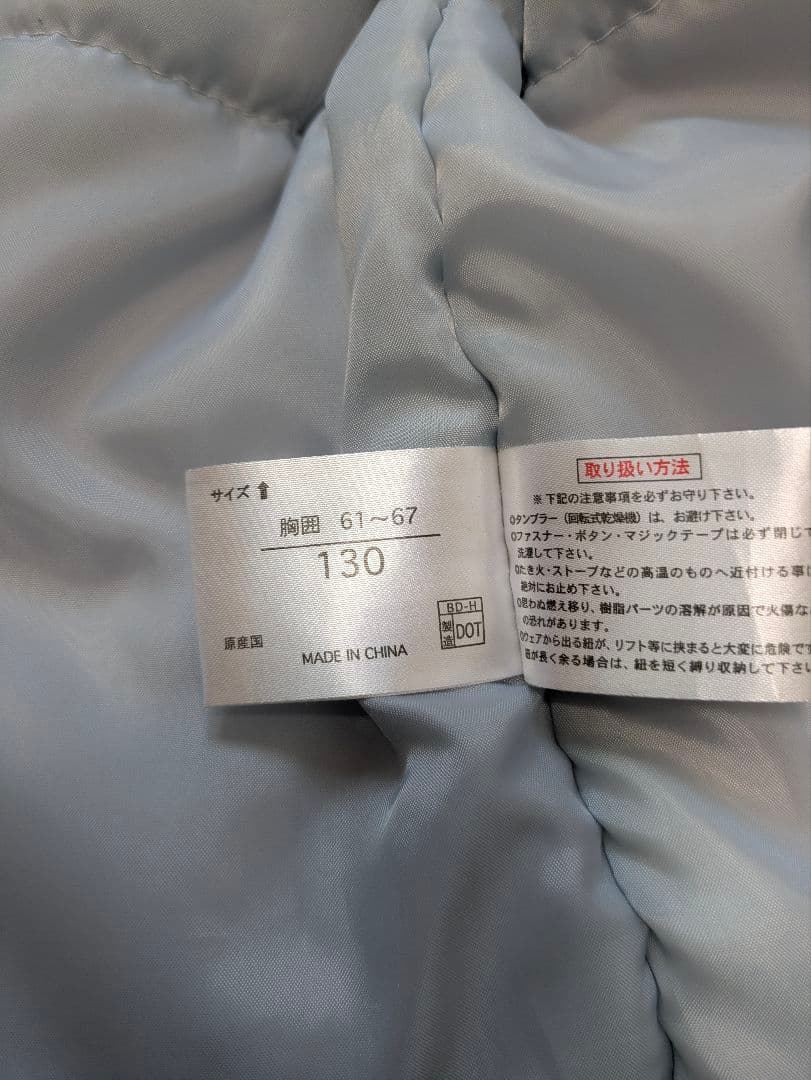 サイズ
胸囲 61〜67
130
BD-H
製造 DOT
原産国
MADE IN CHINA
取り扱い方法
※下記の注意事項を必ずお守り下さい。
タンブラー(回転式乾燥機)は、お避け下さい。
ファスナー・ボタン・マジックテープは必ず閉じて
洗濯して下さい。
たき火・ストーブなどの高温のものへ近付ける事は
絶対にお止め下さい。
思わぬ燃え移り、樹脂パーツの溶解が原因で火傷な
の恐れがあります。
ウェアから出る紐が、リフト等に挟まると大変に危険です
紐が長く余る場合は、紐を短く縛り収納して下さい